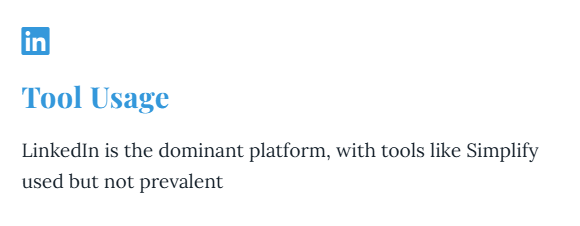 in
Tool Usage
LinkedIn is the dominant platform, with tools like Simplify
used but not prevalent